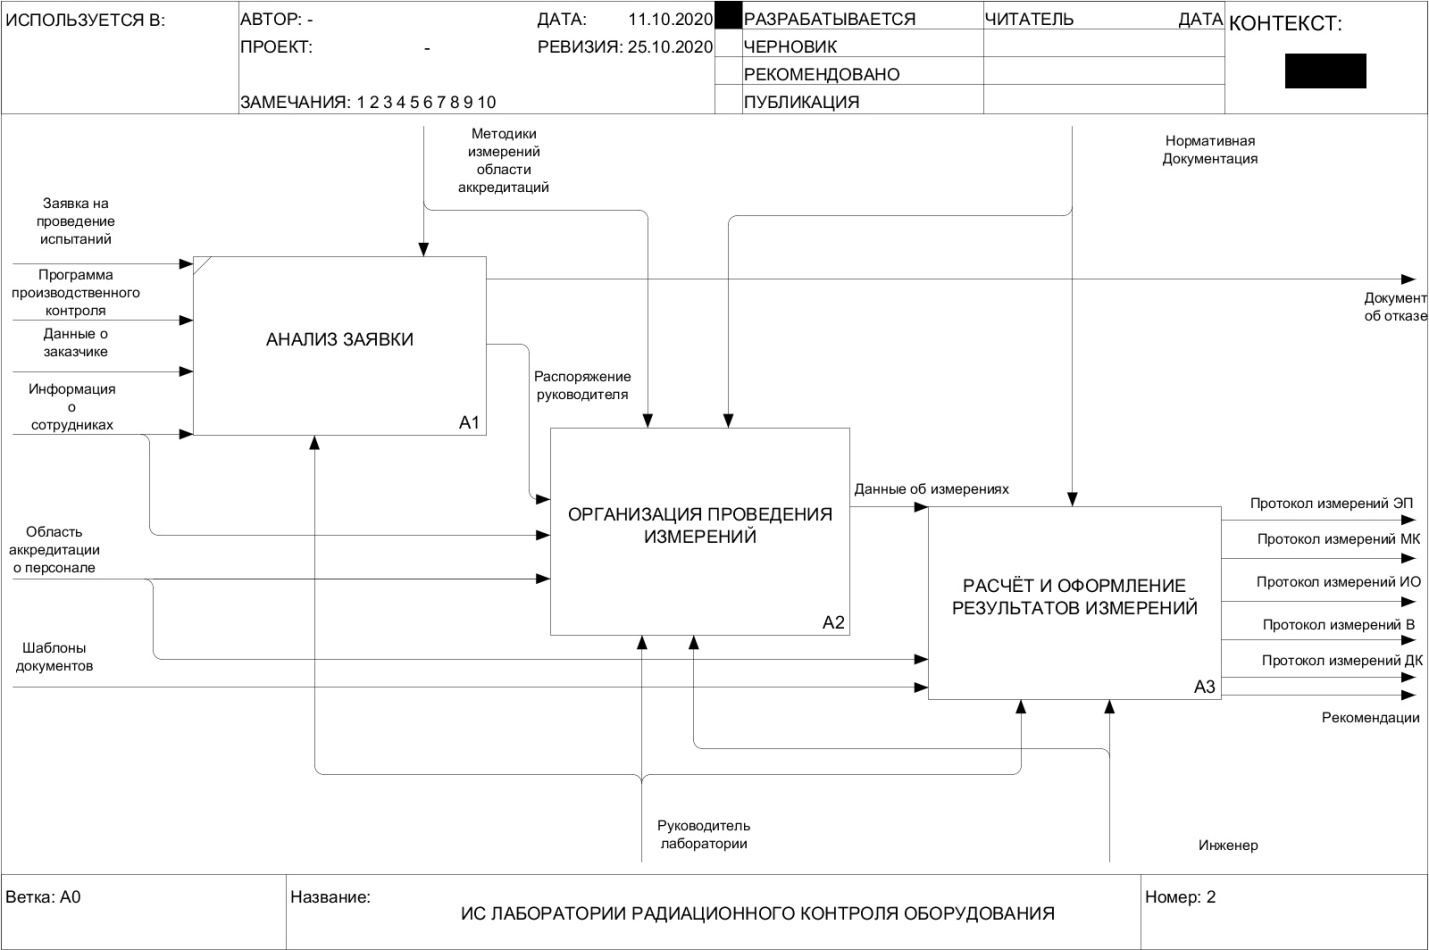 ИСПОЛЬЗУЕТСЯ В:
АВТОР: -
ДАТА: 11.10.2020
РАЗРАБАТЫВАЕТСЯ
ЧИТАТЕЛЬ
ДАТА
КОНТЕКСТ:
ПРОЕКТ: -
РЕВИЗИЯ: 25.10.2020
ЧЕРНОВИК
РЕКОМЕНДОВАНО
ЗАМЕЧАНИЯ: 1 2 3 4 5 6 7 8 9 10
ПУБЛИКАЦИЯ
Методики
измерений
области
аккредитаций
Нормативная
Документация
Заявка на
проведение
испытаний
Программа
производственного
контроля
Данные о
заказчике
Информация
о
сотрудниках
АНАЛИЗ ЗАЯВКИ
A1
Документ
об отказе
Распоряжение
руководителя
ОРГАНИЗАЦИЯ ПРОВЕДЕНИЯ
ИЗМЕРЕНИЙ
A2
Данные об измерениях
Область
аккредитации
о персонале
Шаблоны
документов
РАСЧЁТ И ОФОРМЛЕНИЕ
РЕЗУЛЬТАТОВ ИЗМЕРЕНИЙ
A3
Протокол измерений ЭП
Протокол измерений МК
Протокол измерений ИО
Протокол измерений В
Протокол измерений ДК
Рекомендации
Руководитель
лаборатории
Инженер
Ветка: A0
Название:
ИС ЛАБОРАТОРИИ РАДИАЦИОННОГО КОНТРОЛЯ ОБОРУДОВАНИЯ
Номер: 2